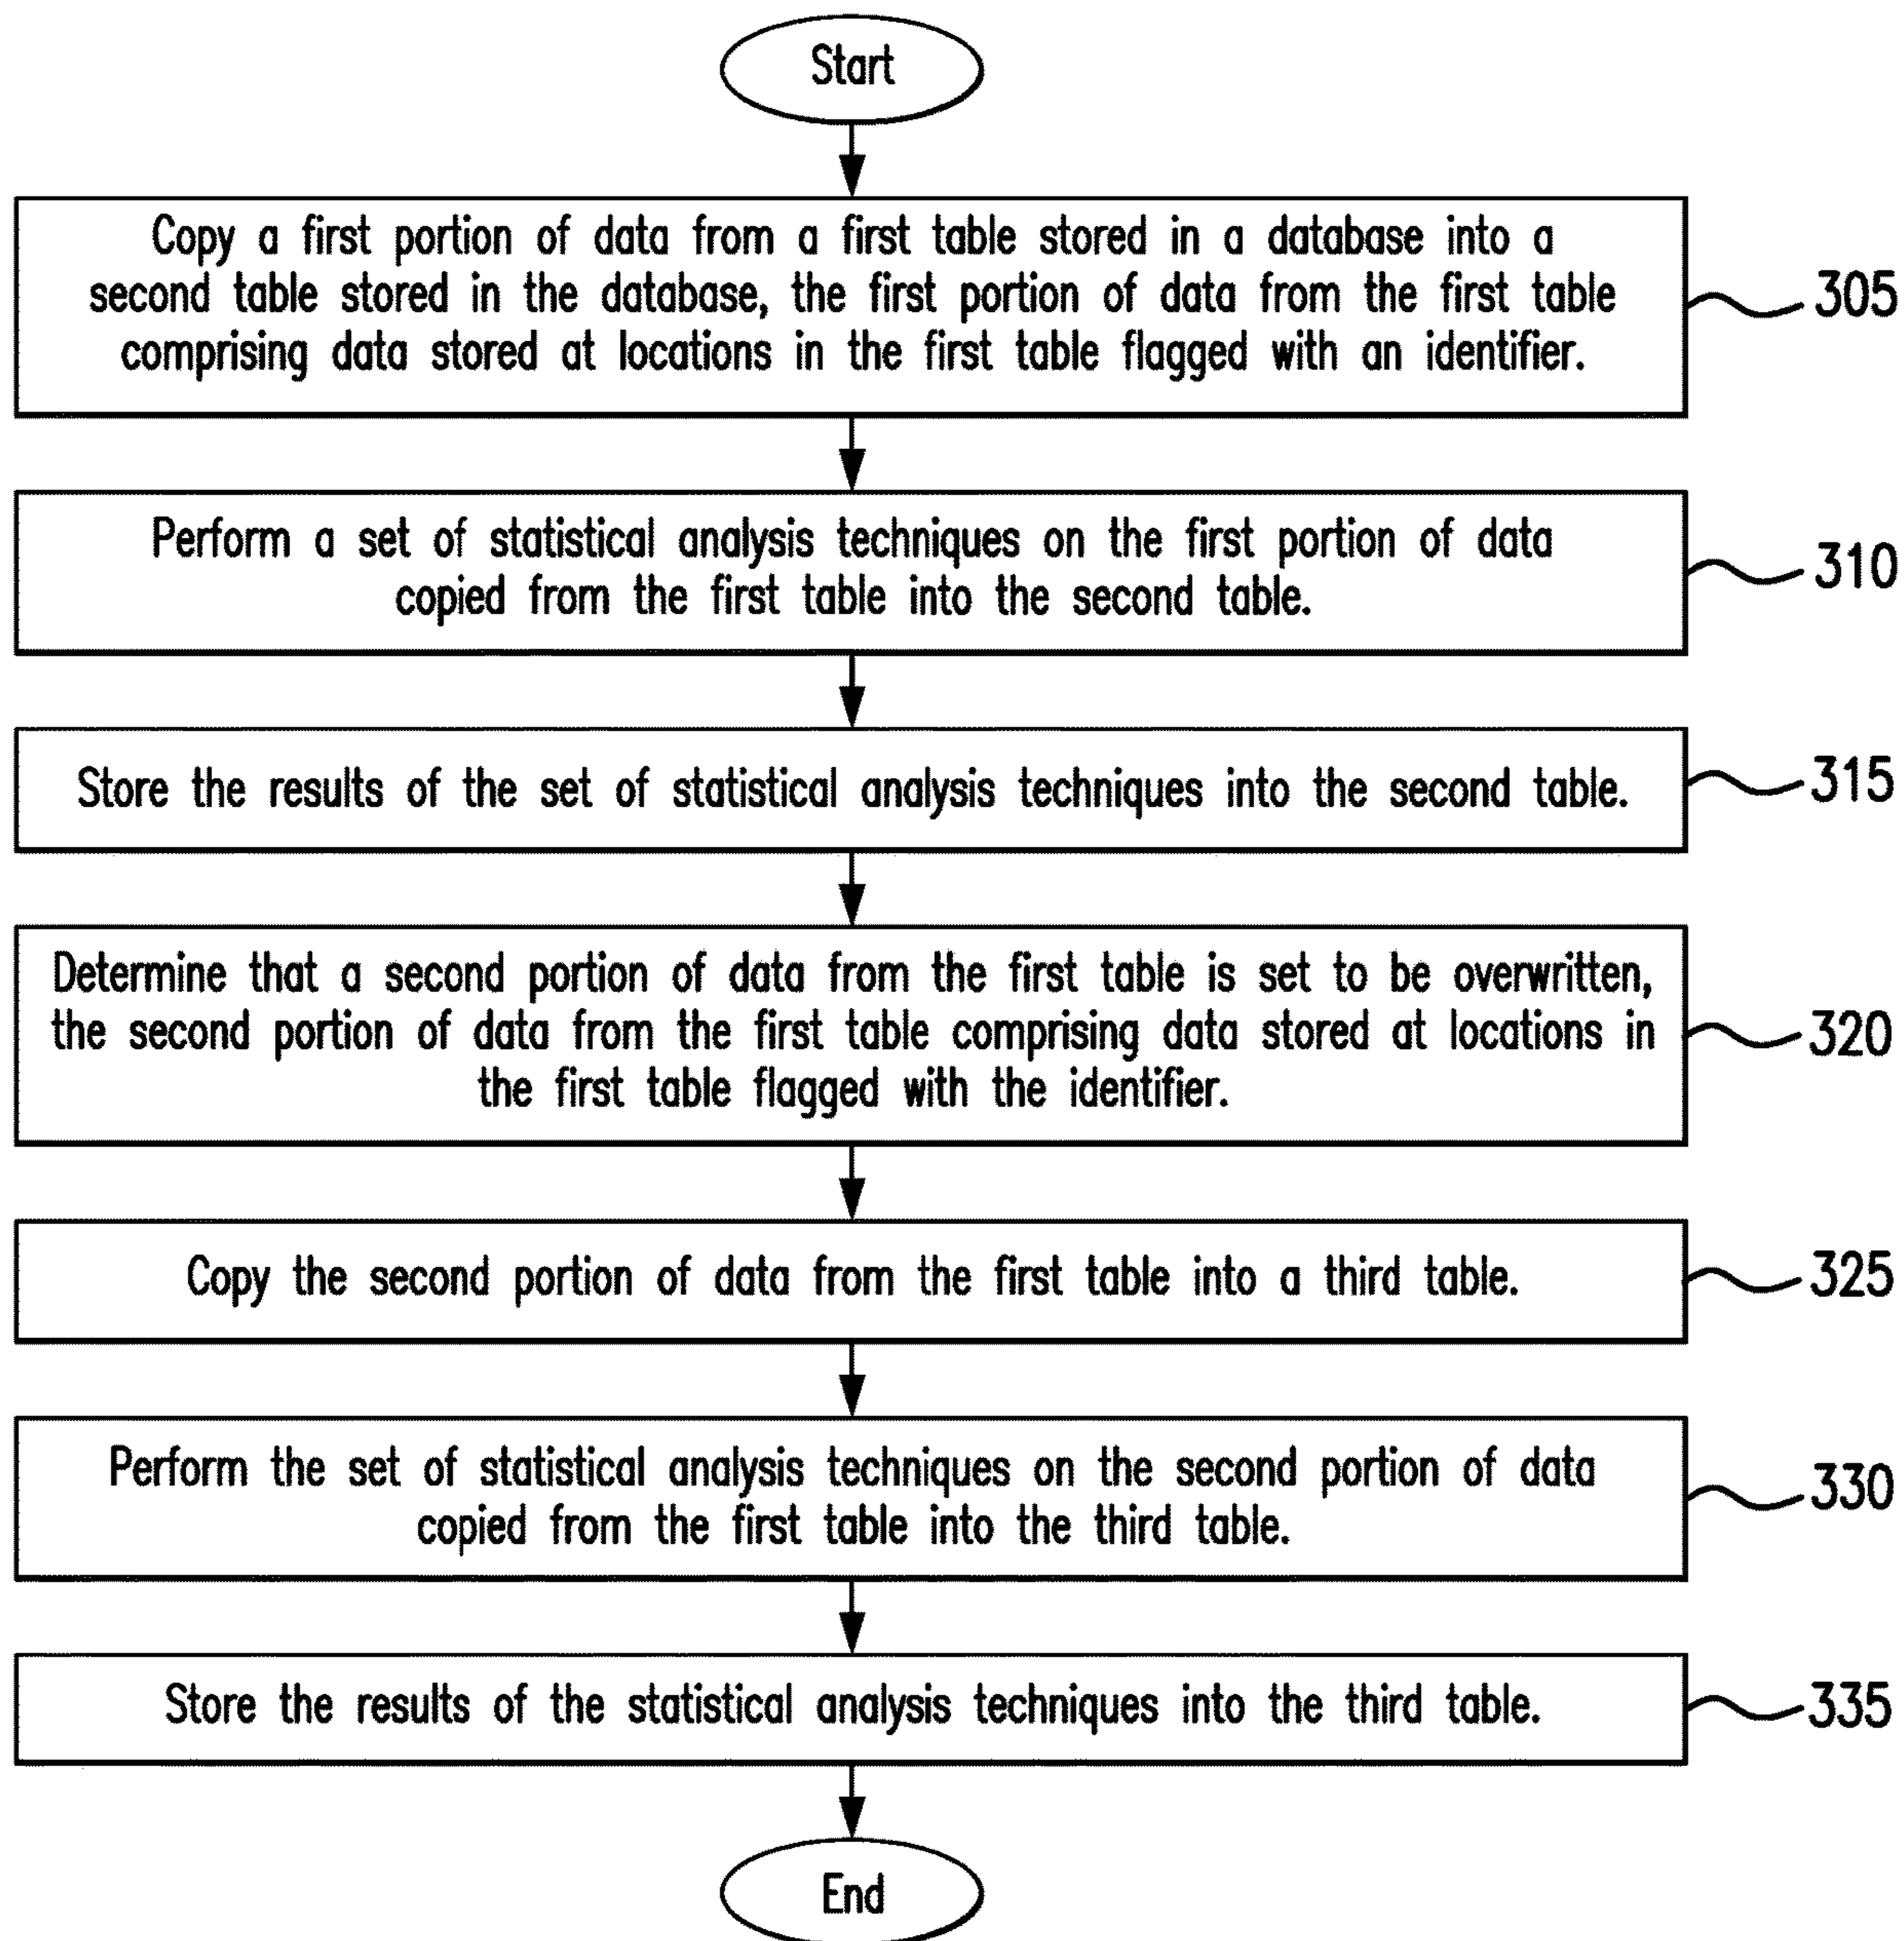 Start
Copy a first portion of data from a first table stored in a database into a
second table stored in the database, the first portion of data from the first table
comprising data stored at locations in the first table flagged with an identifier.
305
Perform a set of statistical analysis techniques on the first portion of data
copied from the first table into the second table.
310
Store the results of the set of statistical analysis techniques into the second table.
315
Determine that a second portion of data from the first table is set to be overwritten,
the second portion of data from the first table comprising data stored at locations in
the first table flagged with the identifier.
320
Copy the second portion of data from the first table into a third table.
325
Perform the set of statistical analysis techniques on the second portion of data
copied from the first table into the third table.
330
Store the results of the statistical analysis techniques into the third table.
335
End